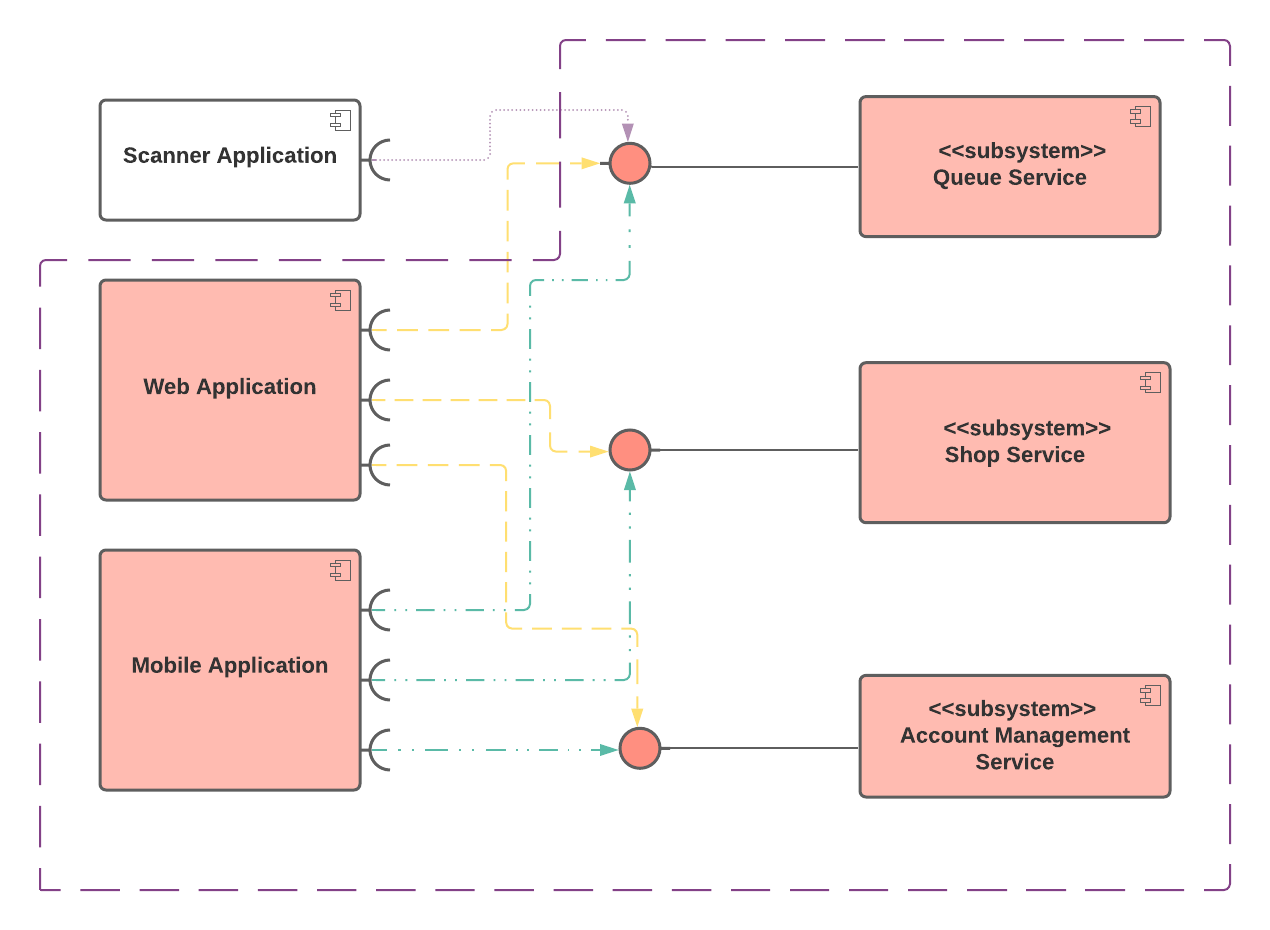 Scanner Application
<<subsystem>>
Queue Service
Web Application
<<subsystem>>
Shop Service
Mobile Application
<<subsystem>>
Account Management
Service